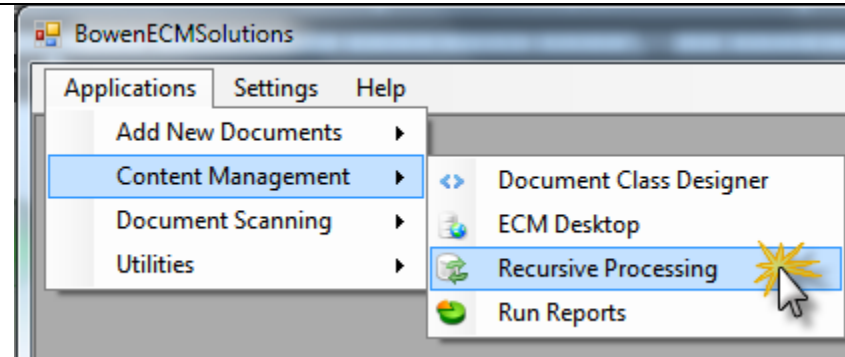 BowenECMSolutions
Applications Settings Help
Add New Documents
Content Management
Document Scanning
Utilities
Document Class Designer
ECM Desktop
Recursive Processing
Run Reports